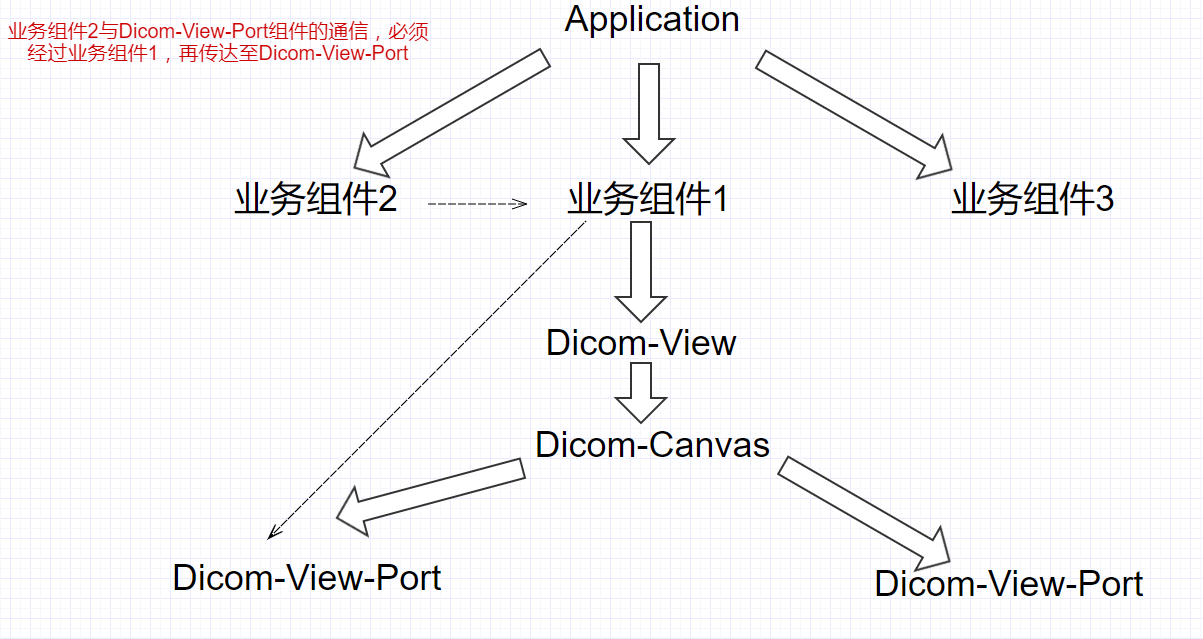 Application
业务组件2与Dicom-View-Port组件的通信，必须
经过业务组件1，再传达至Dicom-View-Port
业务组件2
业务组件1
业务组件3
Dicom-View
Dicom-Canvas
Dicom-View-Port
Dicom-View-Port